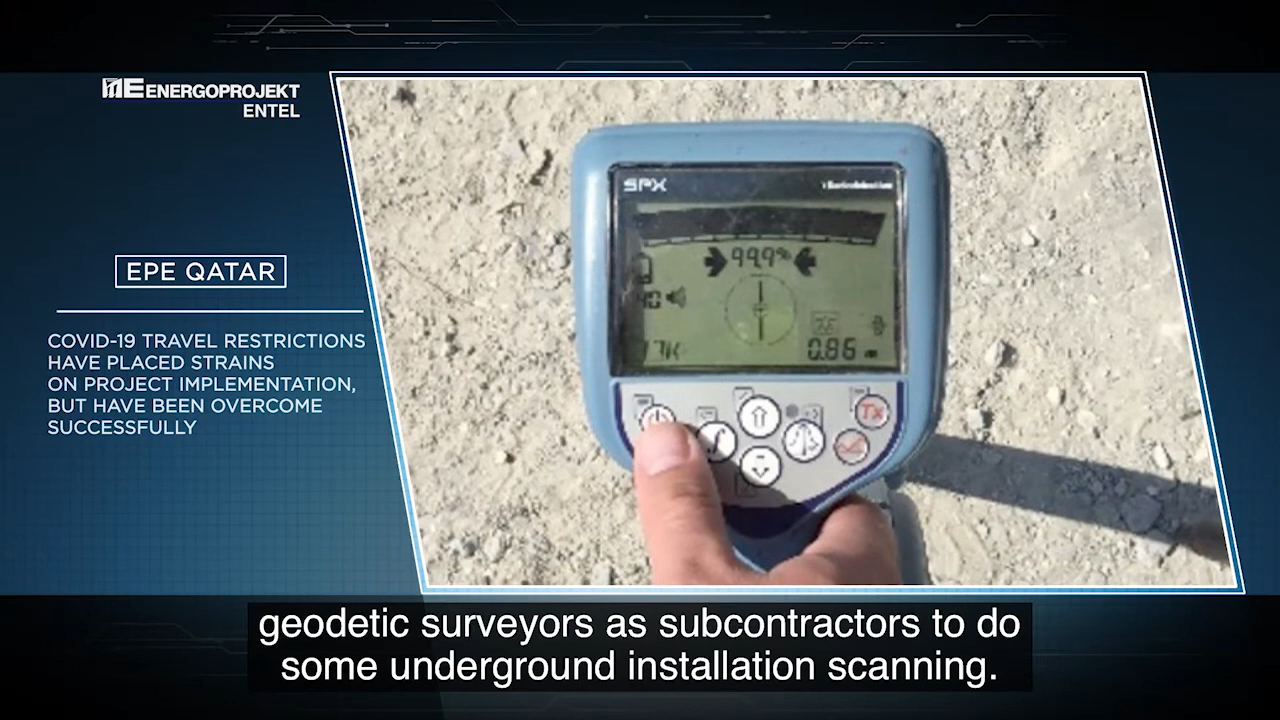 ENERGOPROJEKT
ENTEL
EPE QATAR
COVID-19 TRAVEL RESTRICTIONS
HAVE PLACED STRAINS
ON PROJECT IMPLEMENTATION,
BUT HAVE BEEN OVERCOME
SUCCESSFULLY
SPX
99.9%
40
0.86
Tx
geodetic surveyors as subcontractors to do
some underground installation scanning.